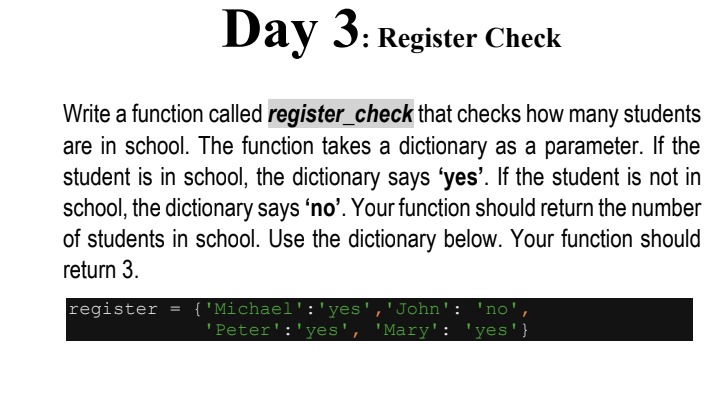 Day 3: Register Check
Write a function called register_check that checks how many students
are in school. The function takes a dictionary as a parameter. If the
student is in school, the dictionary says ‘yes’. If the student is not in
school, the dictionary says ‘no’. Your function should return the number
of students in school. Use the dictionary below. Your function should
return 3.
register = {'Michael':'yes','John': 'no',
'Peter':'yes', 'Mary': 'yes'}